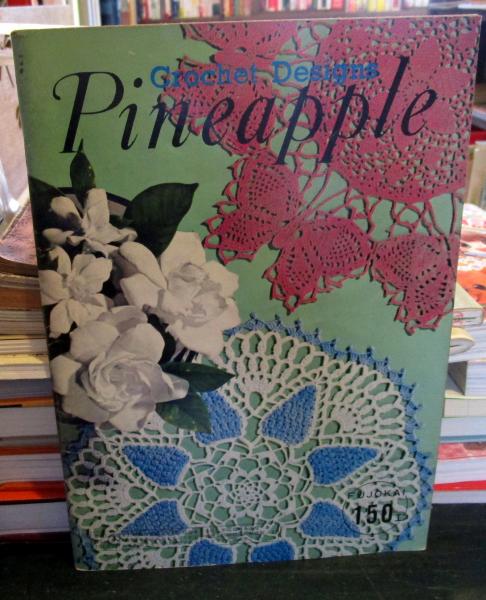 Crochet Designs
Pineapple
FUJOKAI
150